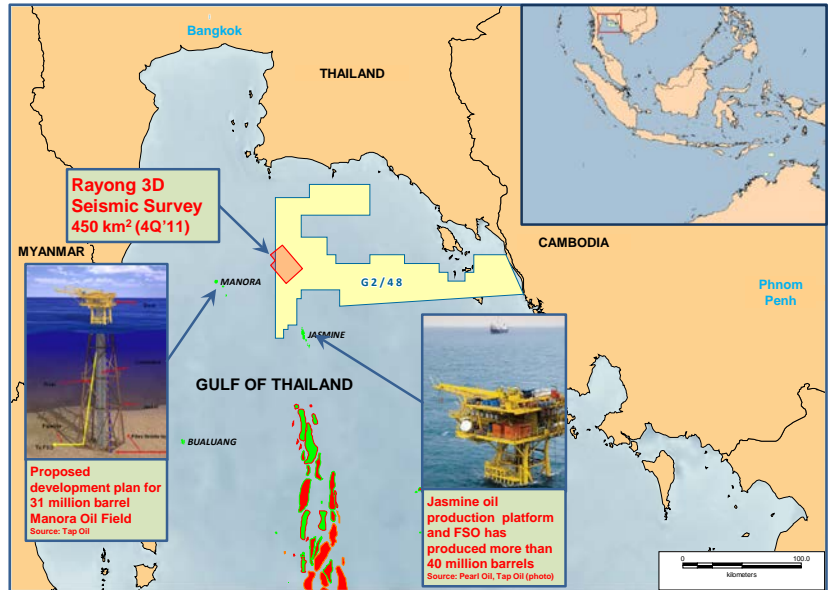 Bangkok
THAILAND
Rayong 3D
Seismic Survey
450 km² (4Q'11)
MYANMAR
CAMBODIA
MANORA
G2/48
Phnom
Penh
JASMINE
GULF OF THAILAND
BUALUANG
Proposed
development plan for
31 million barrel
Manora Oil Field
Source: Tap Oil
Jasmine oil
production platform
and FSO has
produced more than
40 million barrels
Source: Pearl Oil, Tap Oil (photo)
0
100.0
kilometers